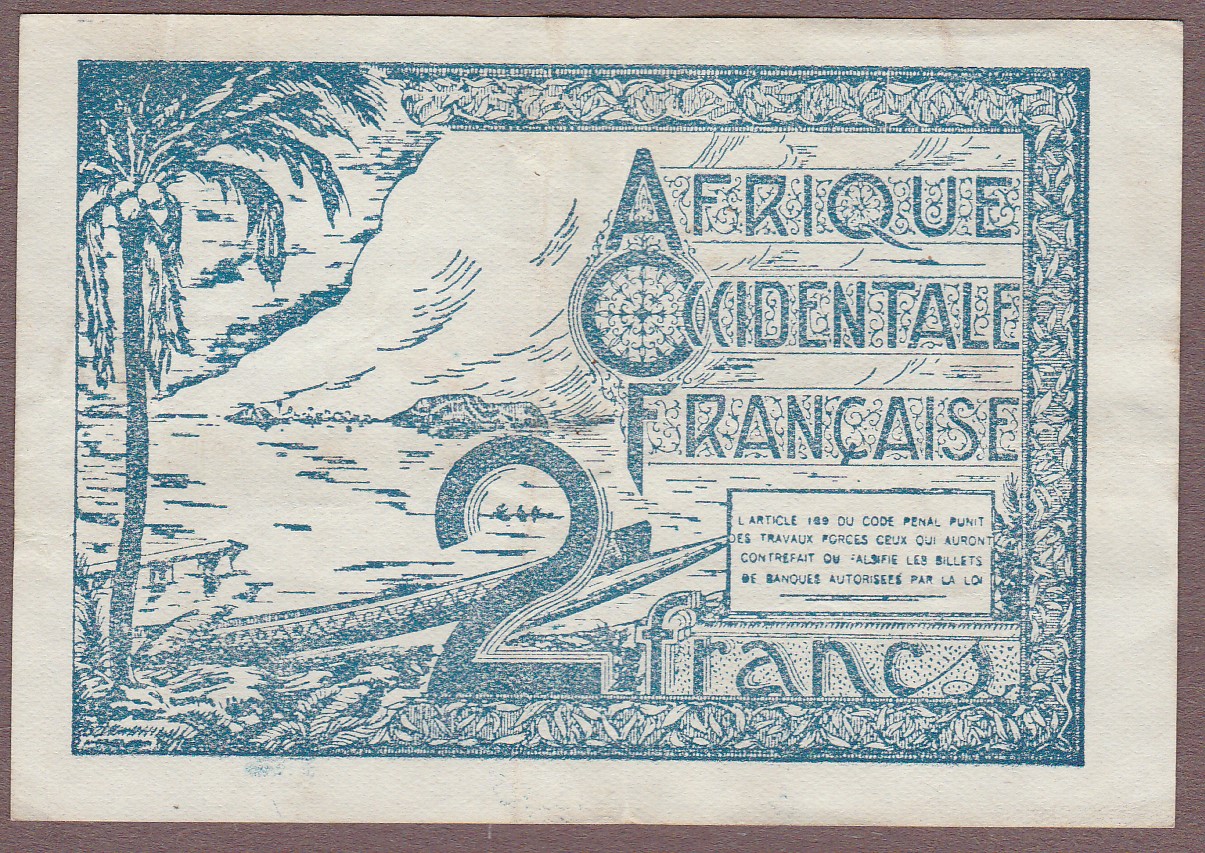 AFRIQUE
OCCIDENTALE
FRANÇAISE
L'ARTICLE 139 DU CODE PENAL PUNIT
DES TRAVAUX FORCES CEUX QUI AURONT
CONTREFAIT OU FALSIFIE LES BILLETS
DE BANQUES AUTORISEES PAR LA LOI
2 francs